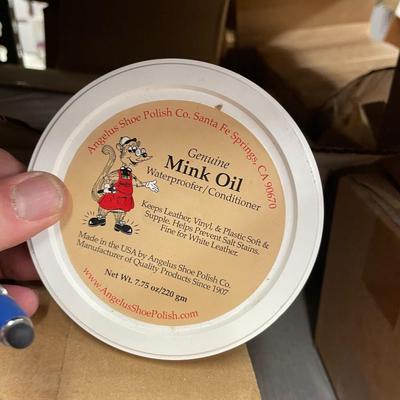 Angelus Shoe Polish Co. Santa Fe Springs, CA 90670
Genuine
Mink Oil
Waterproofer/Conditioner
Keeps Leather, Vinyl, & Plastic Soft &
Supple. Helps Prevent Salt Stains.
Fine for White Leather.
Made in the USA by Angelus Shoe Polish Co.
Manufacturer of Quality Products Since 1907
Net Wt. 7.75 oz/220 gm
www.AngelusShoePolish.com